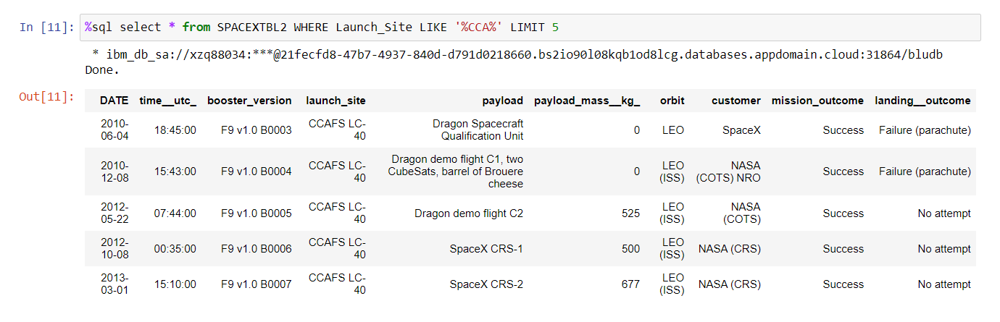 In [11]: %sql select * from SPACEXTBL2 WHERE Launch_Site LIKE '%CCA%' LIMIT 5
* ibm_db_sa://xzq88034:***@21fecfd8-47b7-4937-840d-d791d0218660.bs2io90l08kqb1od8lcg.databases.appdomain.cloud:31864/bludb
Done.
Out[11]:
DATE time__utc_ booster_version launch_site payload payload_mass__kg_ orbit customer mission_outcome landing__outcome
2010-06-04 18:45:00 F9 v1.0 B0003 CCAFS LC-40 Dragon Spacecraft Qualification Unit 0 LEO SpaceX Success Failure (parachute)
2010-12-08 15:43:00 F9 v1.0 B0004 CCAFS LC-40 Dragon demo flight C1, two CubeSats, barrel of Brouere cheese 0 LEO (ISS) NASA (COTS) NRO Success Failure (parachute)
2012-05-22 07:44:00 F9 v1.0 B0005 CCAFS LC-40 Dragon demo flight C2 525 LEO (ISS) NASA (COTS) Success No attempt
2012-10-08 00:35:00 F9 v1.0 B0006 CCAFS LC-40 SpaceX CRS-1 500 LEO (ISS) NASA (CRS) Success No attempt
2013-03-01 15:10:00 F9 v1.0 B0007 CCAFS LC-40 SpaceX CRS-2 677 LEO (ISS) NASA (CRS) Success No attempt